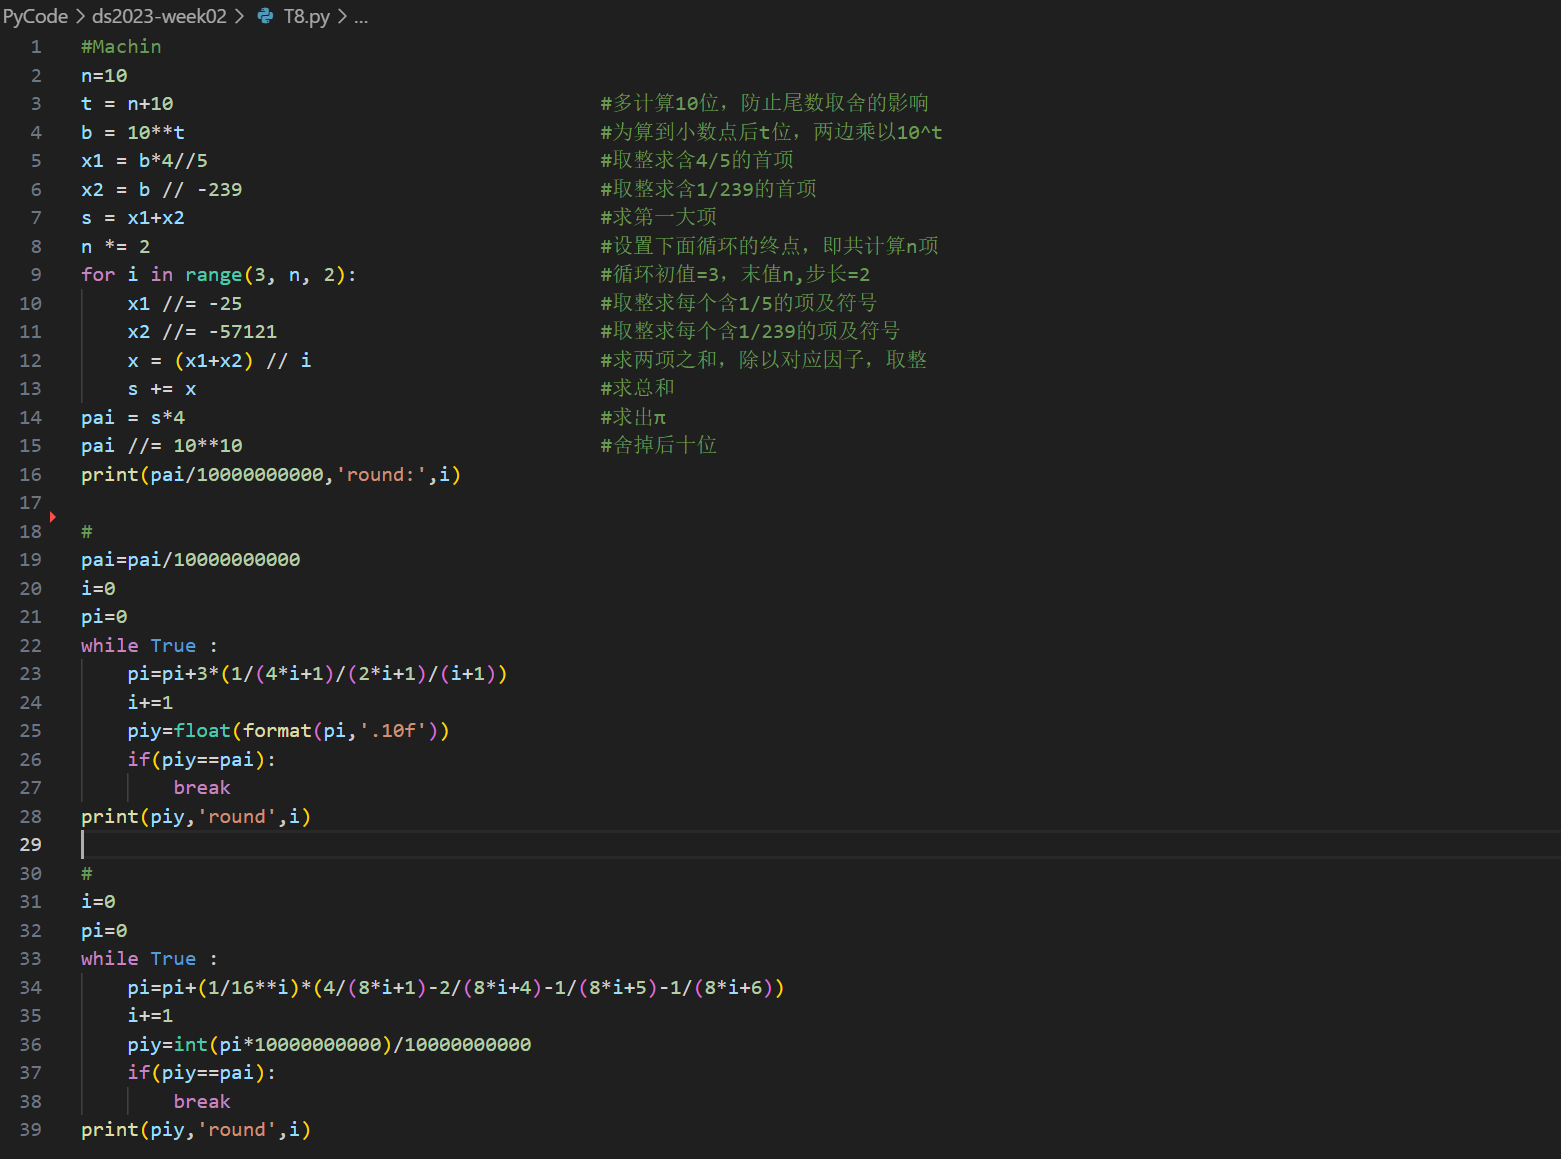 PyCode > ds2023-week02 > T8.py > ...
1 #Machin
2 n=10
3 t = n+10 #多计算10位，防止尾数取舍的影响
4 b = 10**t #为算到小数点后t位，两边乘以10^t
5 x1 = b*4//5 #取整求含4/5的首项
6 x2 = b // -239 #取整求含1/239的首项
7 s = x1+x2 #求第一大项
8 n *= 2 #设置下面循环的终点，即共计算n项
9 for i in range(3, n, 2): #循环初值=3，末值n,步长=2
10 x1 //= -25 #取整求每个含1/5的项及符号
11 x2 //= -57121 #取整求每个含1/239的项及符号
12 x = (x1+x2) // i #求两项之和，除以对应因子，取整
13 s += x #求总和
14 pai = s*4 #求出π
15 pai //= 10**10 #舍掉后十位
16 print(pai/10000000000,'round:',i)
17
18 #
19 pai=pai/10000000000
20 i=0
21 pi=0
22 while True :
23 pi=pi+3*(1/(4*i+1)/(2*i+1)/(i+1))
24 i+=1
25 piy=float(format(pi,'.10f'))
26 if(piy==pai):
27 break
28 print(piy,'round',i)
29
30 #
31 i=0
32 pi=0
33 while True :
34 pi=pi+(1/16**i)*(4/(8*i+1)-2/(8*i+4)-1/(8*i+5)-1/(8*i+6))
35 i+=1
36 piy=int(pi*10000000000)/10000000000
37 if(piy==pai):
38 break
39 print(piy,'round',i)